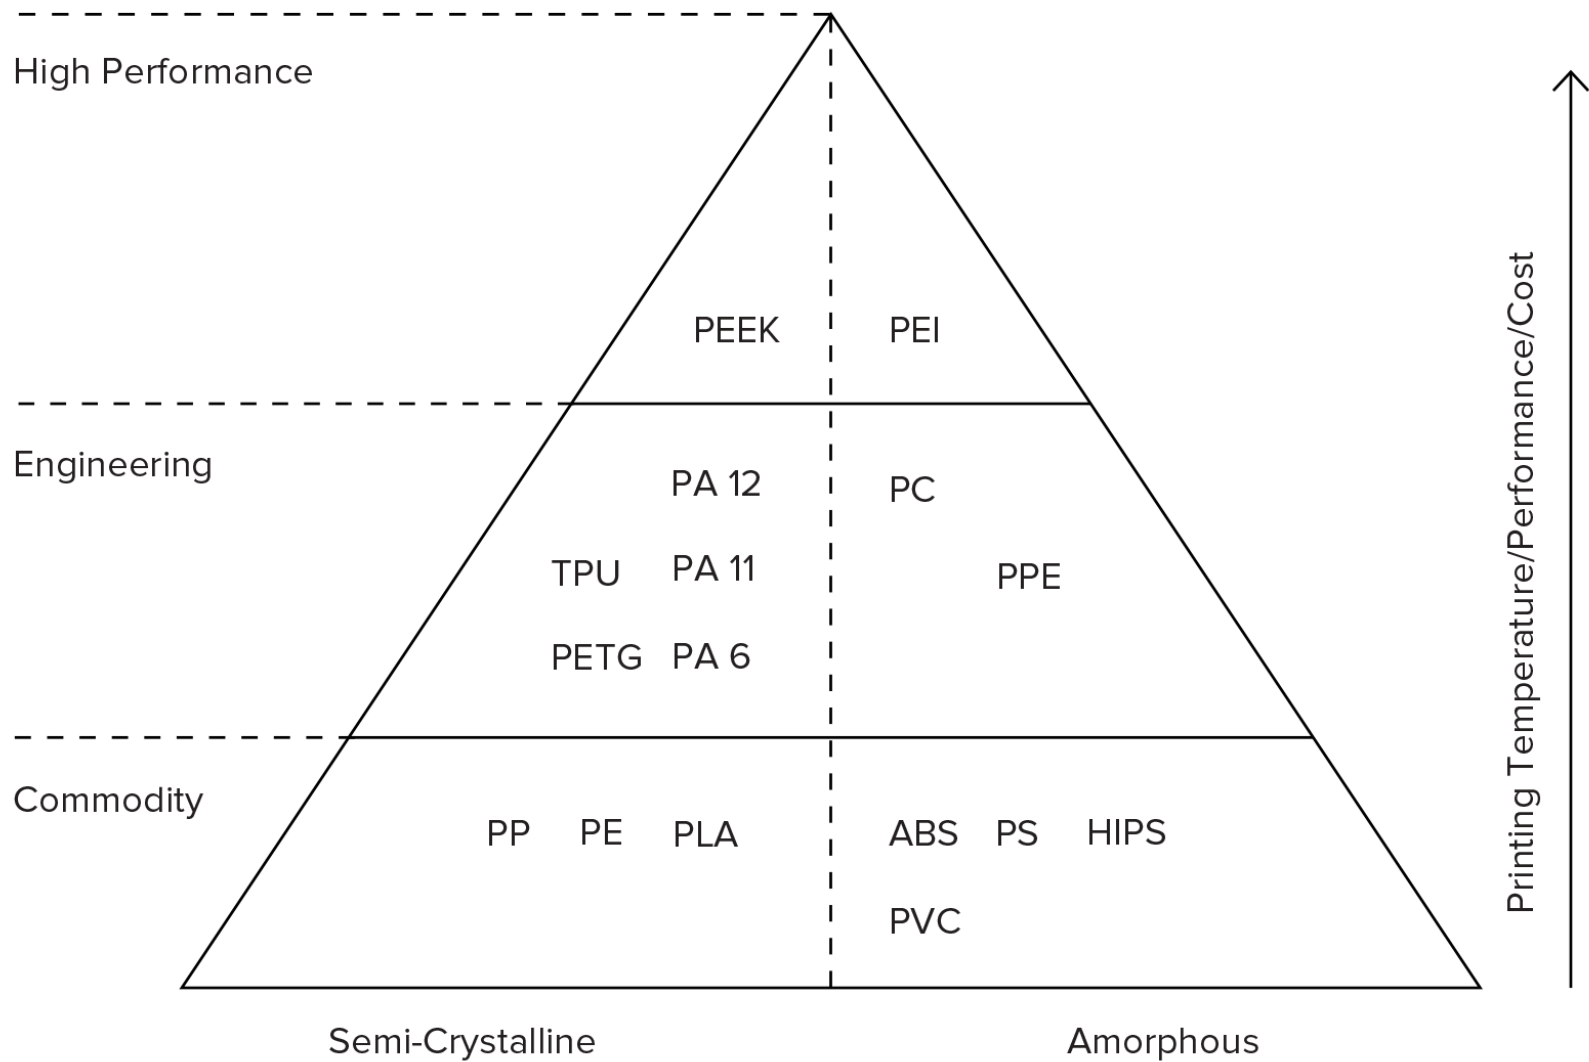 High Performance
PEEK PEI
Engineering
PA 12 PC
TPU PA 11 PPE
PETG PA 6
Commodity
PP PE PLA ABS PS HIPS
PVC
Semi-Crystalline Amorphous
Printing Temperature/Performance/Cost